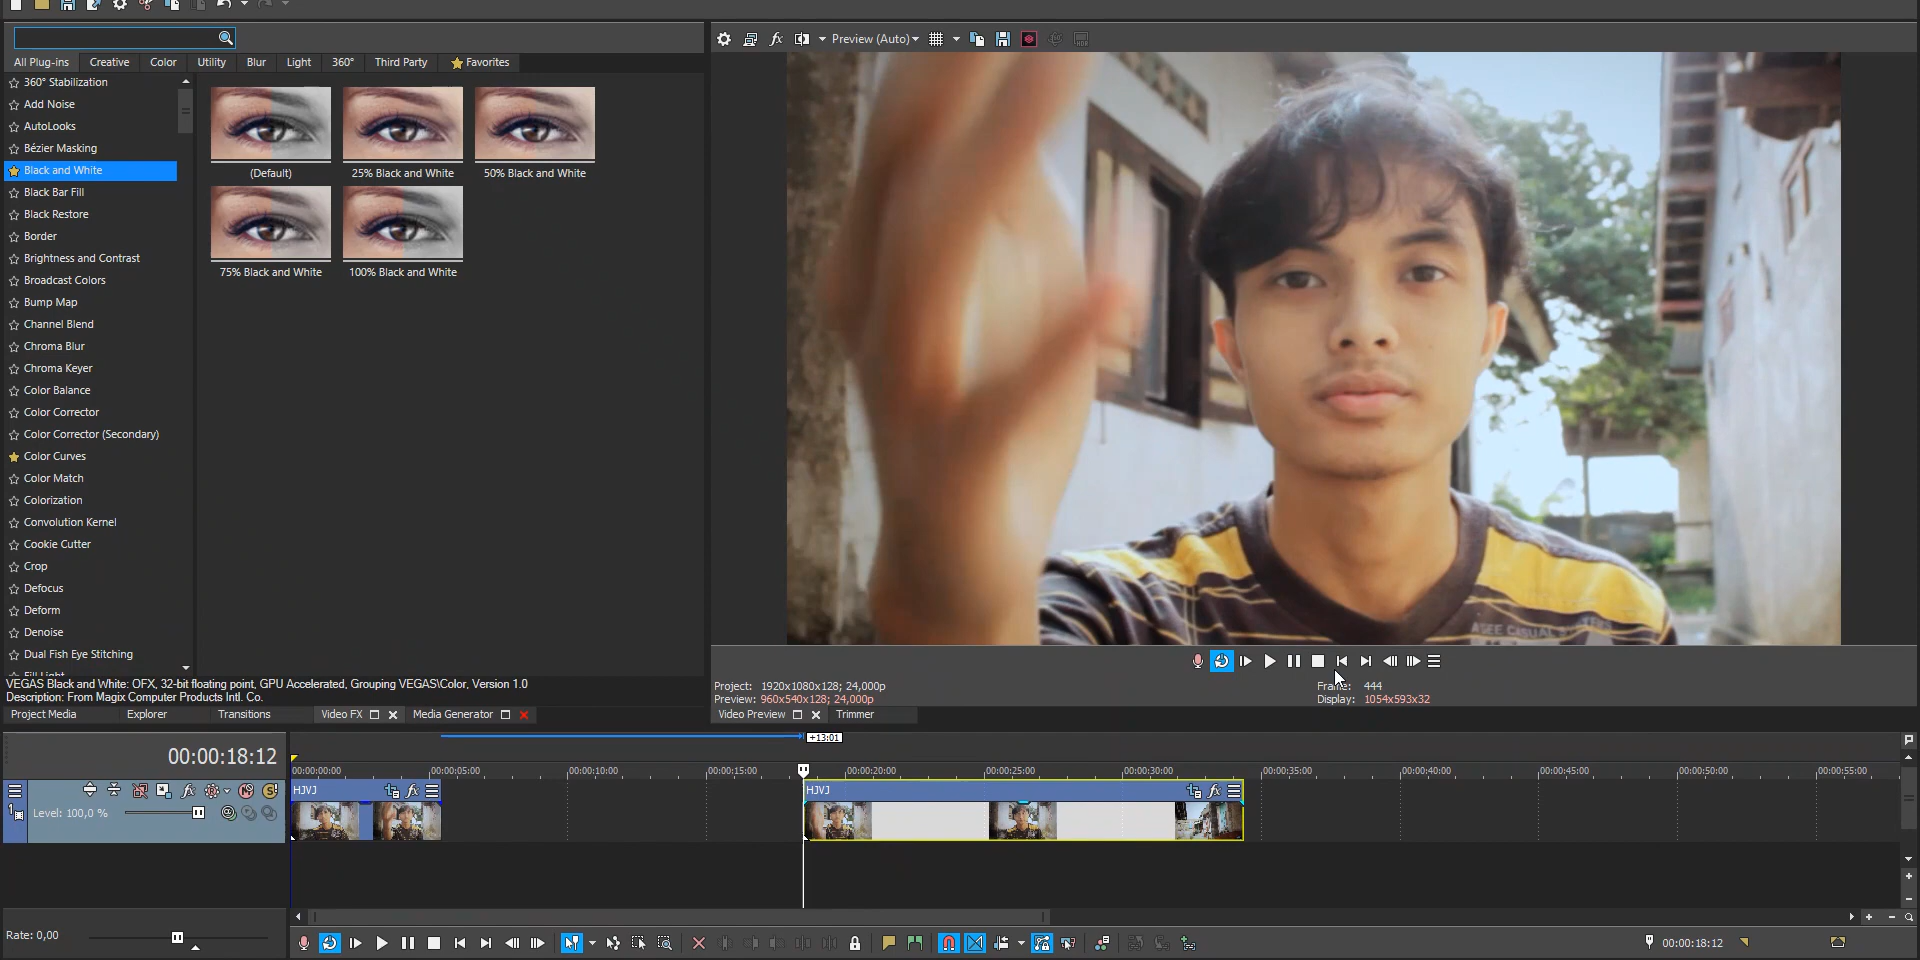 Preview (Auto)
All Plug-ins Creative Color Utility Blur Light 360° Third Party Favorites
360° Stabilization
Add Noise
AutoLooks
Bézier Masking
Black and White
Black Bar Fill
Black Restore
Border
Brightness and Contrast
Broadcast Colors
Bump Map
Channel Blend
Chroma Blur
Chroma Keyer
Color Balance
Color Corrector
Color Corrector (Secondary)
Color Curves
Color Match
Colorization
Convolution Kernel
Cookie Cutter
Crop
Defocus
Deform
Denoise
Dual Fish Eye Stitching
(Default) 25% Black and White 50% Black and White
75% Black and White 100% Black and White
VEGAS Black and White: OFX, 32-bit floating point, GPU Accelerated, Grouping VEGAS\Color, Version 1.0
Description: From Magix Computer Products Intl. Co.
Project Media Explorer Transitions Video FX Media Generator
Project: 1920x1080x128; 24,000p
Preview: 960x540x128; 24,000p
Frame: 444
Display: 1054x593x32
Video Preview Trimmer
00:00:18:12
+13:01
00:00:00:00 00:00:05:00 00:00:10:00 00:00:15:00 00:00:20:00 00:00:25:00 00:00:30:00 00:00:35:00 00:00:40:00 00:00:45:00 00:00:50:00 00:00:55:00
HJVJ HJVJ
1
Level: 100,0 %
Rate: 0,00
00:00:18:12